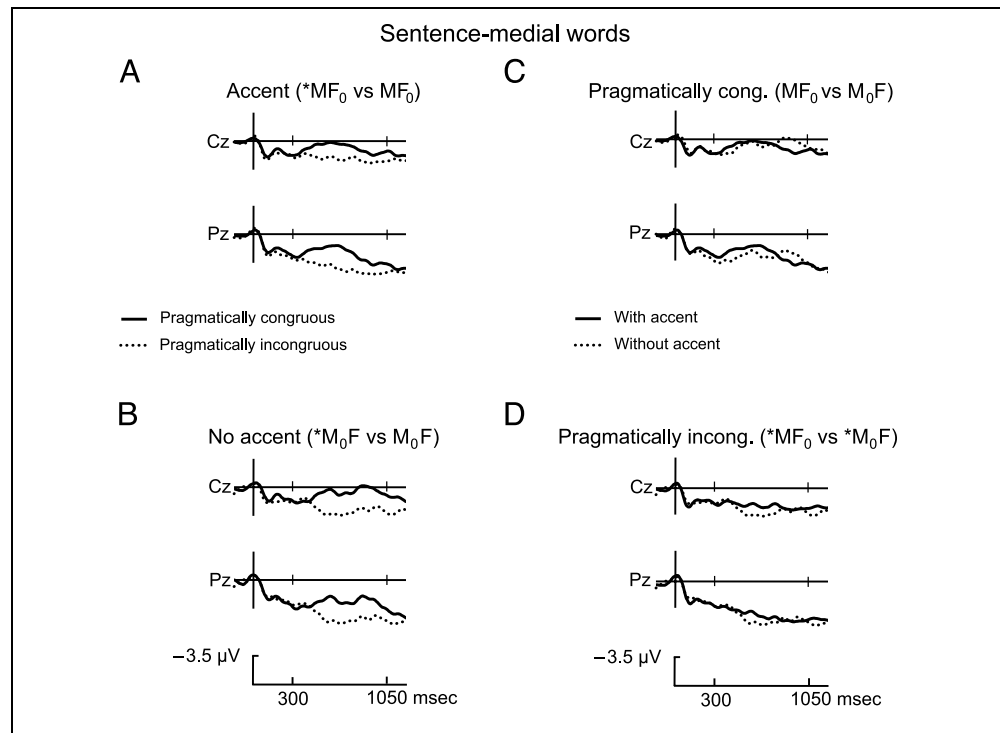 Sentence-medial words
A
Accent (*MF₀ vs MF₀)
Cz
Pz
Pragmatically congruous
Pragmatically incongruous
B
No accent (*M₀F vs M₀F)
Cz
Pz
−3.5 µV
300 1050 msec
C
Pragmatically cong. (MF₀ vs M₀F)
Cz
Pz
With accent
Without accent
D
Pragmatically incong. (*MF₀ vs *M₀F)
Cz
Pz
−3.5 µV
300 1050 msec